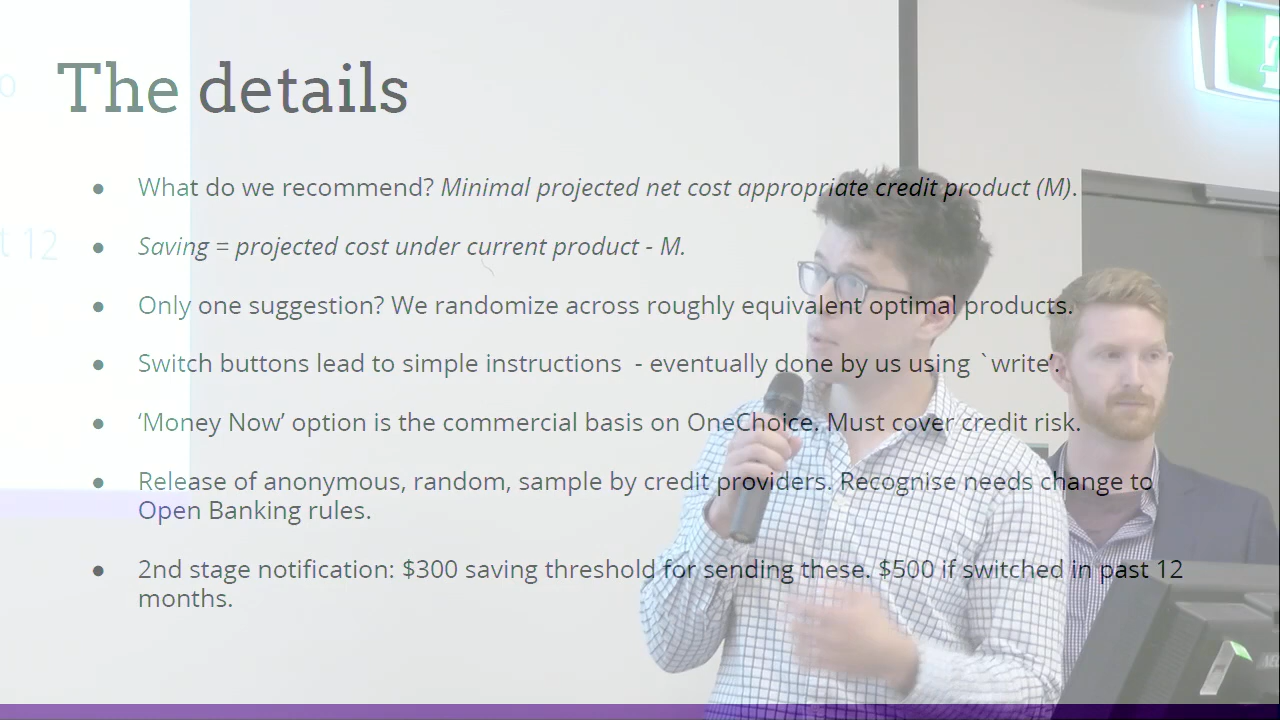 The details
● What do we recommend? Minimal projected net cost appropriate credit product (M).
● Saving = projected cost under current product - M.
● Only one suggestion? We randomize across roughly equivalent optimal products.
● Switch buttons lead to simple instructions  - eventually done by us using `write’.
● ‘Money Now’ option is the commercial basis on OneChoice. Must cover credit risk.
● Release of anonymous, random, sample by credit providers. Recognise needs change to
Open Banking rules.
● 2nd stage notification: $300 saving threshold for sending these. $500 if switched in past 12
months.
t 12